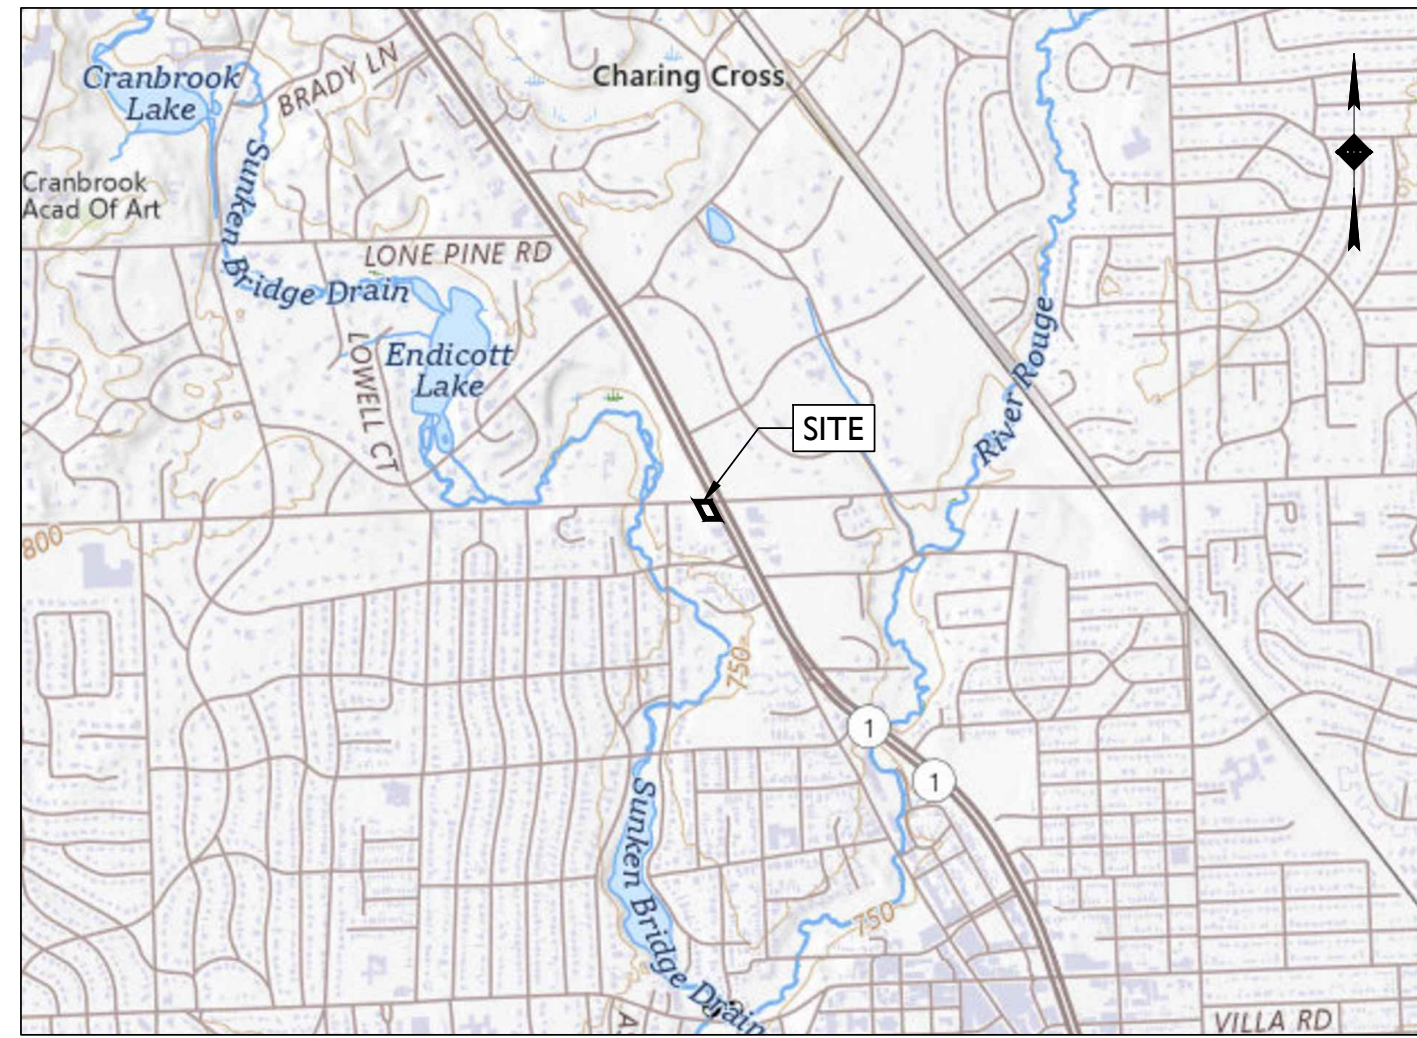 Cranbrook
Lake
BRADY LN
Charing Cross
Cranbrook
Acad Of Art
Sunken
Bridge Drain
LONE PINE RD
LOWELL CT
Endicott
Lake
River Rouge
SITE
800
750
1
1
Sunken Bridge Drain
750
A
VILLA RD